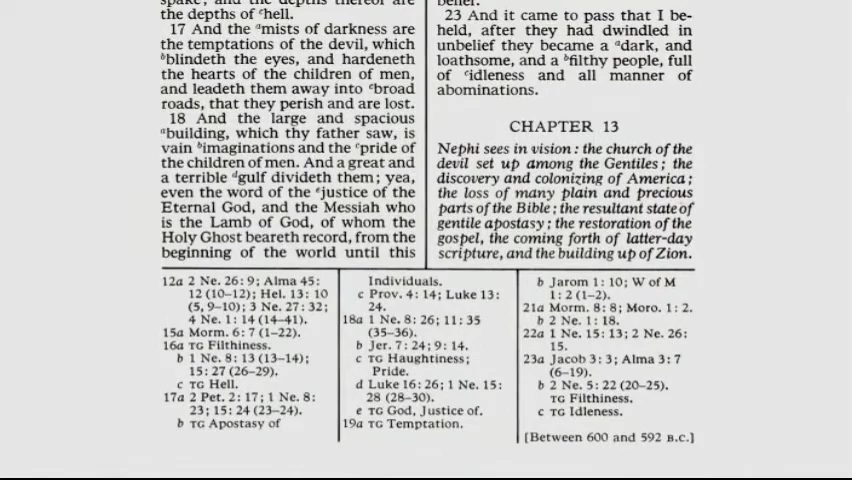 spake, and the depths thereof are
the depths of ᶜhell.
17 And the ᵃmists of darkness are
the temptations of the devil, which
ᵇblindeth the eyes, and hardeneth
the hearts of the children of men,
and leadeth them away into ᶜbroad
roads, that they perish and are lost.
18 And the large and spacious
ᵃbuilding, which thy father saw, is
vain ᵇimaginations and the ᶜpride of
the children of men. And a great and
a terrible ᵈgulf divideth them; yea,
even the word of the ᵉjustice of the
Eternal God, and the Messiah who
is the Lamb of God, of whom the
Holy Ghost beareth record, from the
beginning of the world until this
belief.
23 And it came to pass that I be-
held, after they had dwindled in
unbelief they became a ᵃdark, and
loathsome, and a ᵇfilthy people, full
of ᶜidleness and all manner of
abominations.
CHAPTER 13
Nephi sees in vision: the church of the
devil set up among the Gentiles; the
discovery and colonizing of America;
the loss of many plain and precious
parts of the Bible; the resultant state of
gentile apostasy; the restoration of the
gospel, the coming forth of latter-day
scripture, and the building up of Zion.
12a 2 Ne. 26: 9; Alma 45:
12 (10–12); Hel. 13: 10
(5, 9–10); 3 Ne. 27: 32;
4 Ne. 1: 14 (14–41).
15a Morm. 6: 7 (1–22).
16a TG Filthiness.
b 1 Ne. 8: 13 (13–14);
15: 27 (26–29).
c TG Hell.
17a 2 Pet. 2: 17; 1 Ne. 8:
23; 15: 24 (23–24).
b TG Apostasy of
Individuals.
c Prov. 4: 14; Luke 13:
24.
18a 1 Ne. 8: 26; 11: 35
(35–36).
b Jer. 7: 24; 9: 14.
c TG Haughtiness;
Pride.
d Luke 16: 26; 1 Ne. 15:
28 (28–30).
e TG God, Justice of.
19a TG Temptation.
b Jarom 1: 10; W of M
1: 2 (1–2).
21a Morm. 8: 8; Moro. 1: 2.
b 2 Ne. 1: 18.
22a 1 Ne. 15: 13; 2 Ne. 26:
15.
23a Jacob 3: 3; Alma 3: 7
(6–19).
b 2 Ne. 5: 22 (20–25).
TG Filthiness.
c TG Idleness.
[Between 600 and 592 B.C.]